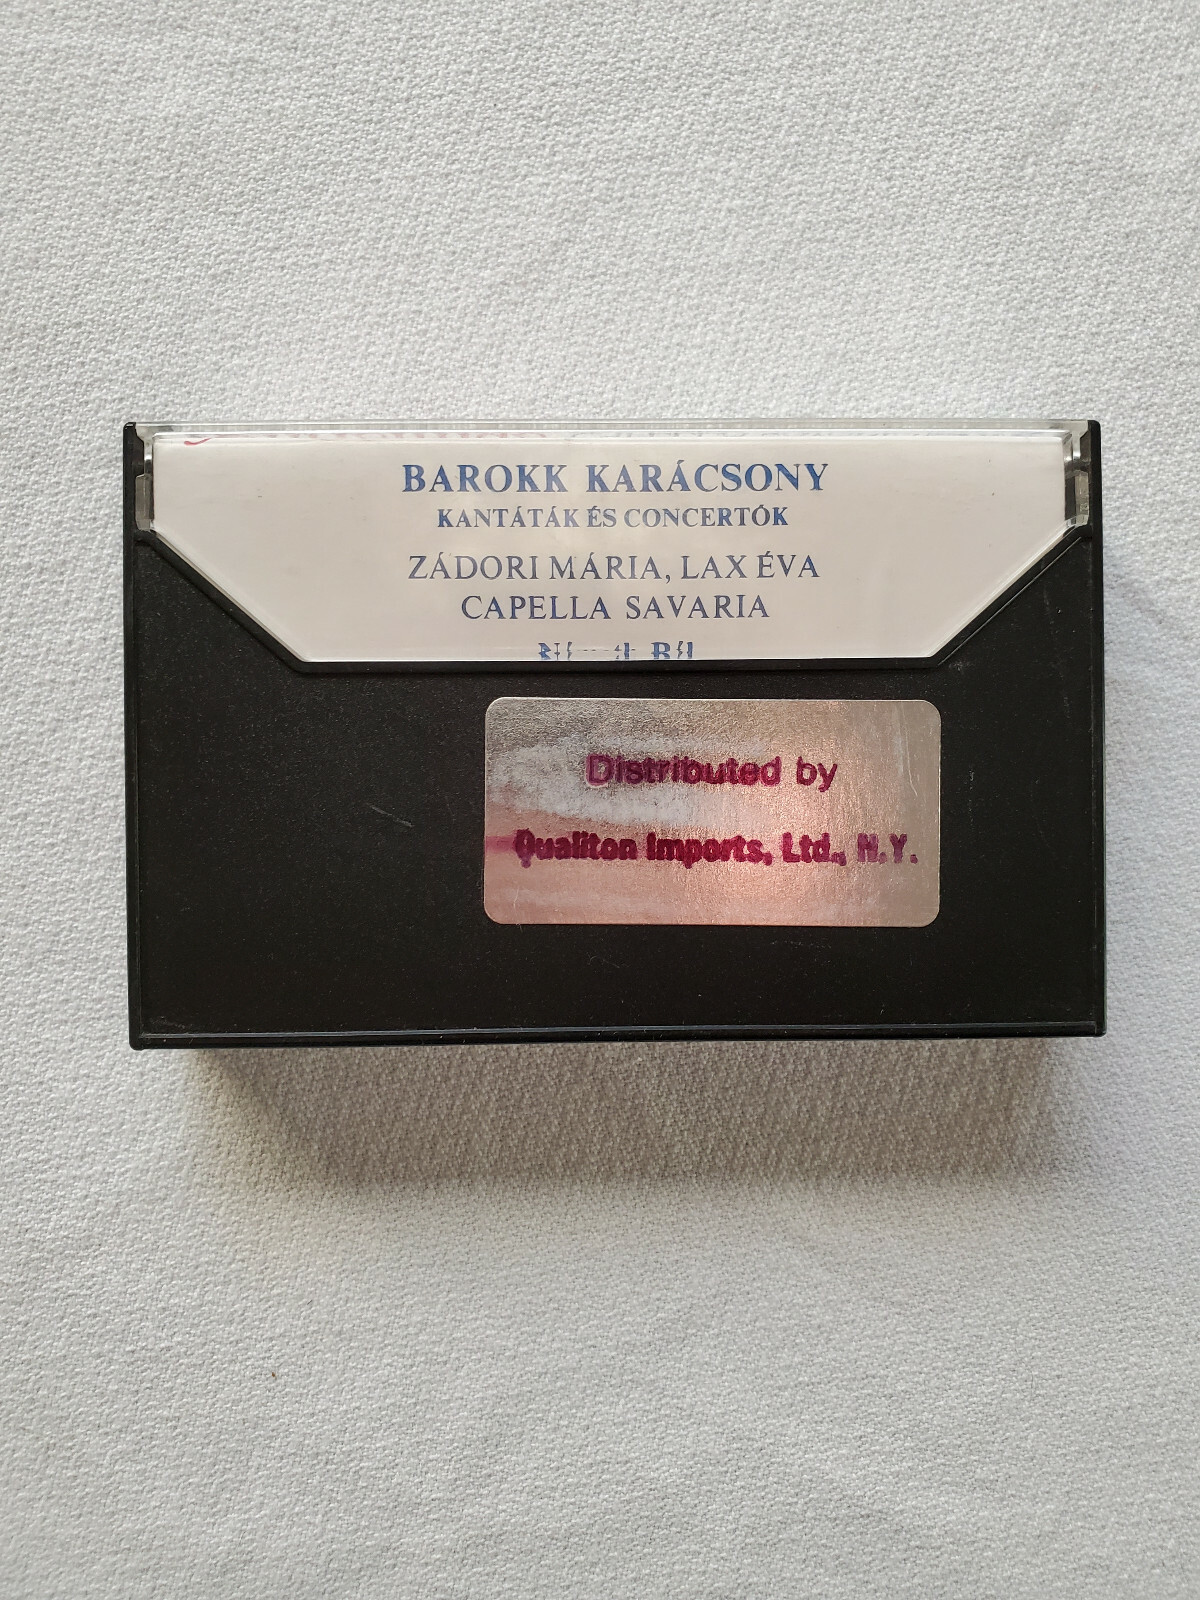 BAROKK KARÁCSONY
KANTÁTÁK ÉS CONCERTÓK
ZÁDORI MÁRIA, LAX ÉVA
CAPELLA SAVARIA
Distributed by
Qualiton Imports, Ltd., N.Y.